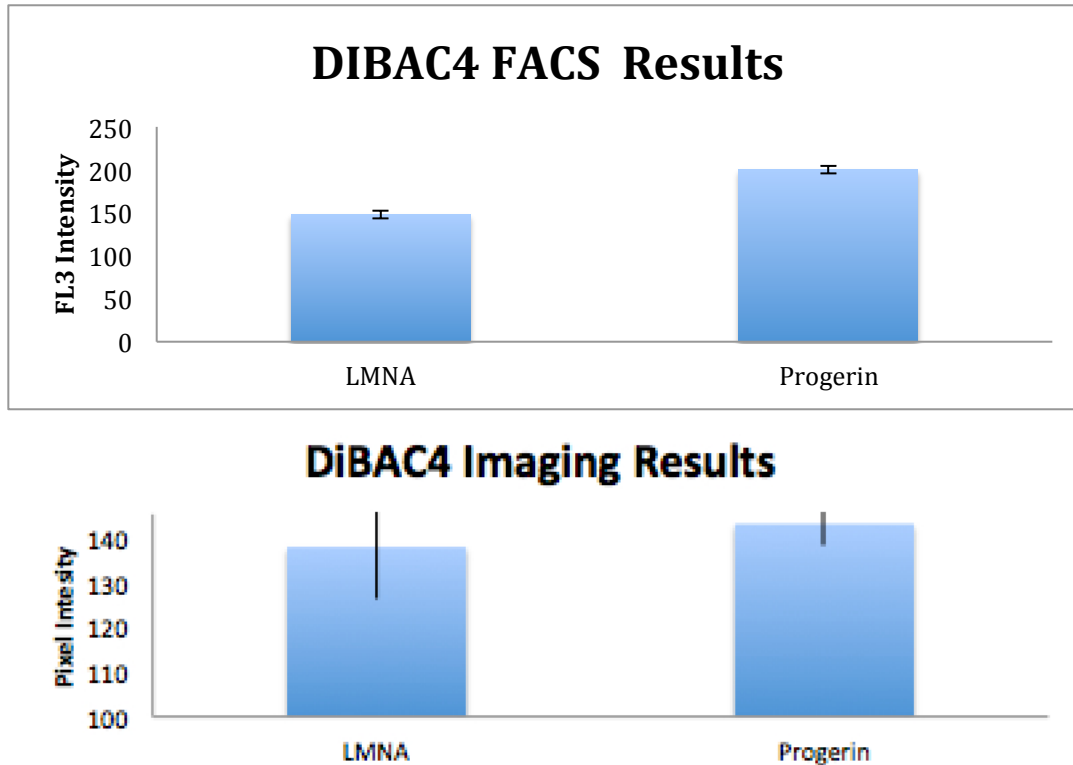 DIBAC4 FACS Results
FL3 Intensity
250
200
150
100
50
0
LMNA
Progerin
DiBAC4 Imaging Results
Pixel Intesity
140
130
120
110
100
LMNA
Progerin